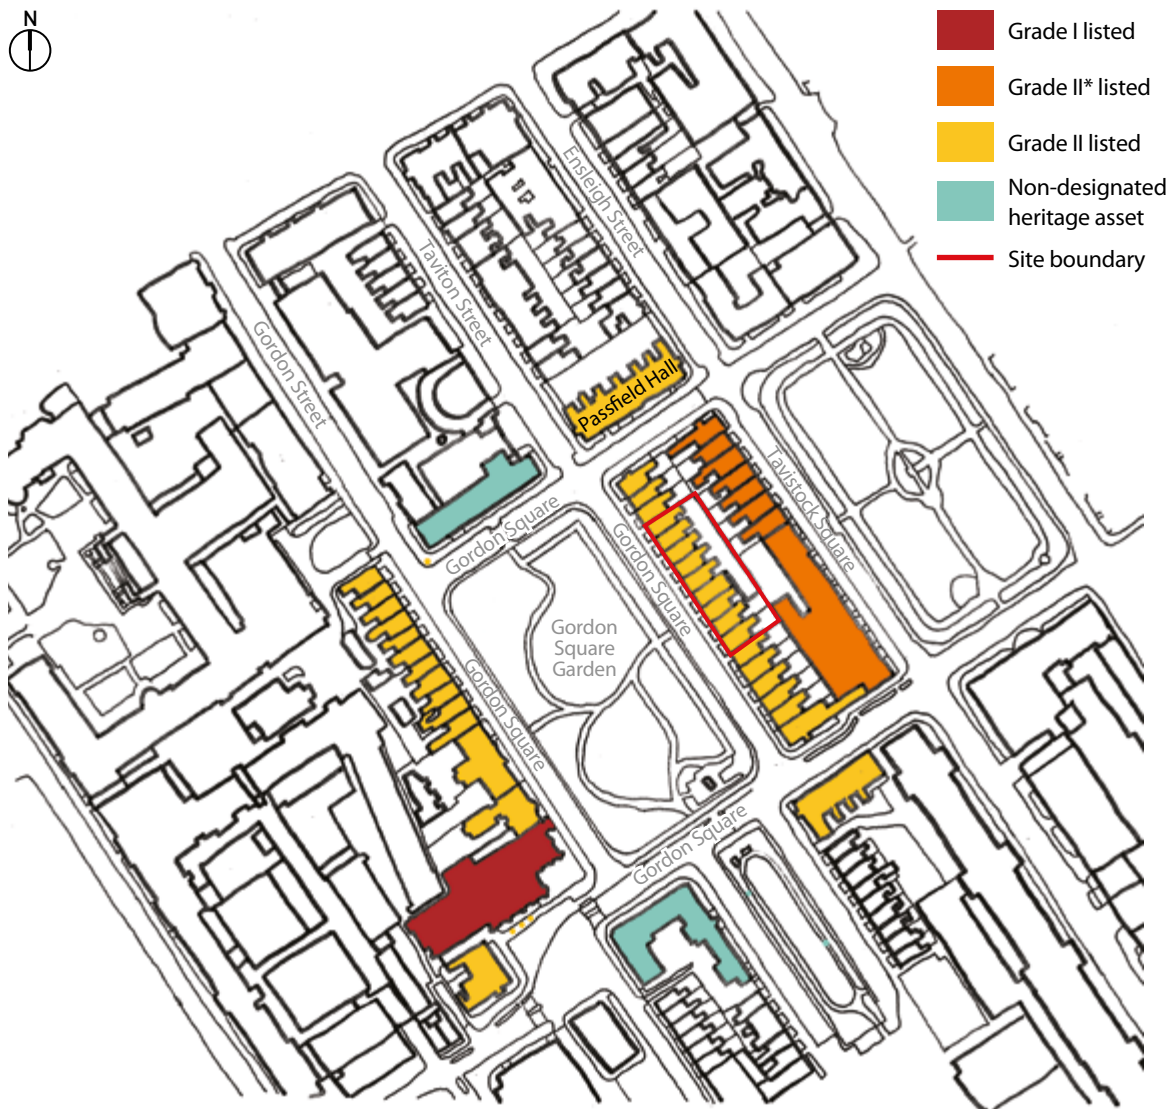 N
Grade I listed
Grade II* listed
Grade II listed
Non-designated
heritage asset
Site boundary
Ensleigh Street
Taviton Street
Gordon Street
Passfield Hall
Tavistock Square
Gordon Square
Gordon Square
Gordon
Square
Garden
Gordon Square
Gordon Square